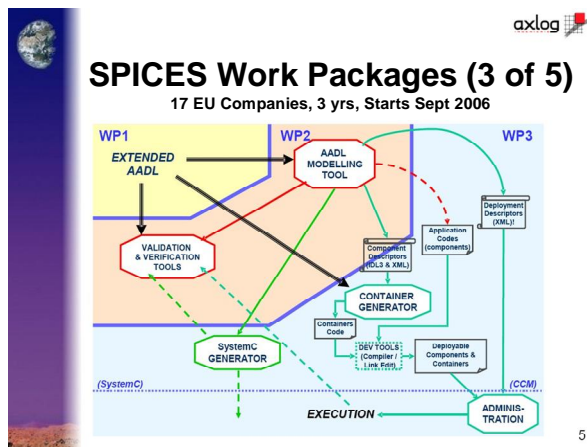 axlog
SPICES Work Packages (3 of 5)
17 EU Companies, 3 yrs, Starts Sept 2006
WP1
WP2
WP3
EXTENDED
AADL
AADL
MODELLING
TOOL
Deployment
Descriptors
(XML)!
Application
Codes
(components)
VALIDATION
& VERIFICATION
TOOLS
Component
Descriptors
(IDL3 & XML)
CONTAINER
GENERATOR
Containers
Code
SystemC
GENERATOR
DEV TOOLS
(Compiler /
Link Edit)
Deployable
Components &
Containers
(SystemC)
(CCM)
EXECUTION
ADMINIS-
TRATION
5